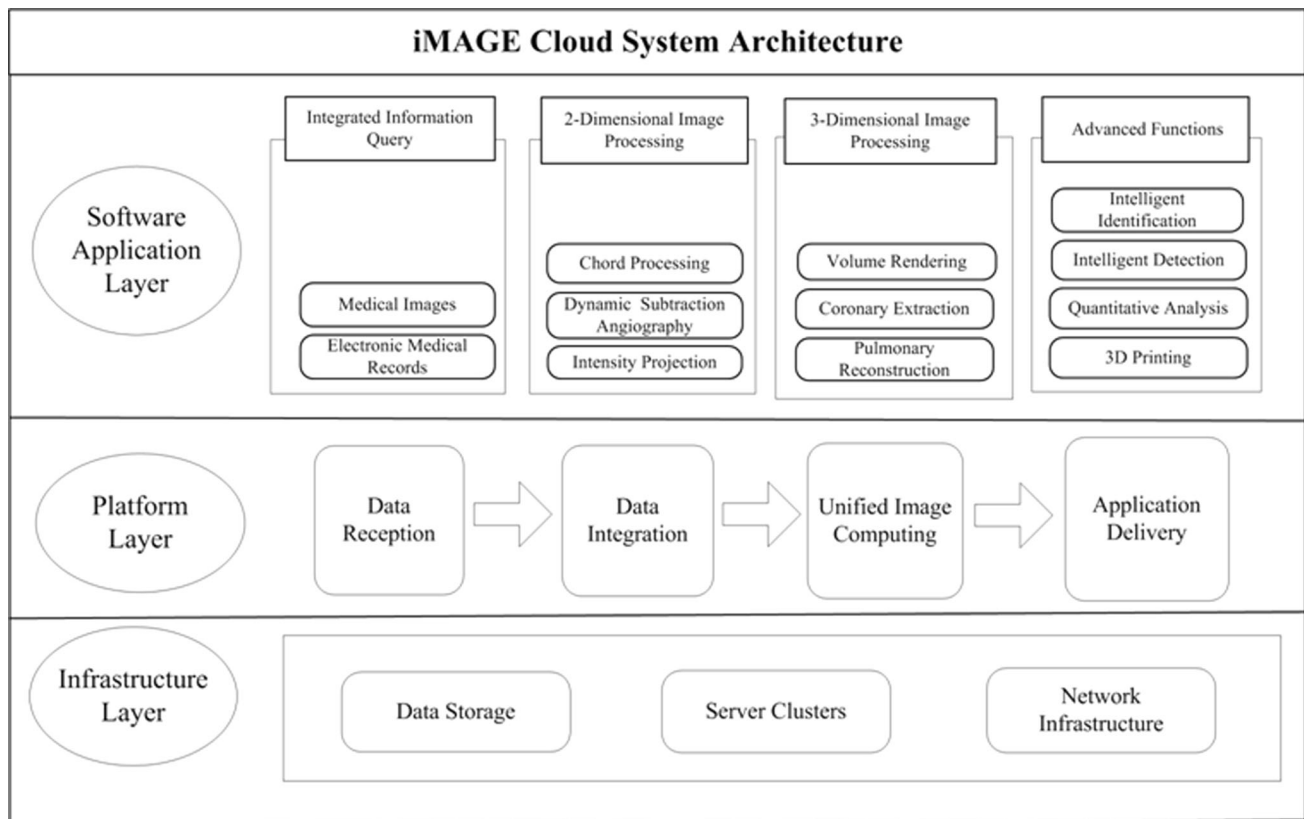 iMAGE Cloud System Architecture
Software
Application
Layer
Integrated Information
Query
Medical Images
Electronic Medical
Records
2-Dimensional Image
Processing
Chord Processing
Dynamic Subtraction
Angiography
Intensity Projection
3-Dimensional Image
Processing
Volume Rendering
Coronary Extraction
Pulmonary
Reconstruction
Advanced Functions
Intelligent
Identification
Intelligent Detection
Quantitative Analysis
3D Printing
Platform
Layer
Data
Reception
Data
Integration
Unified Image
Computing
Application
Delivery
Infrastructure
Layer
Data Storage
Server Clusters
Network
Infrastructure